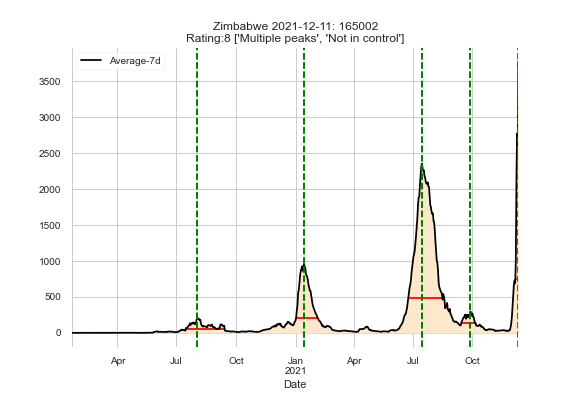 Zimbabwe 2021-12-11: 165002
Rating:8 ['Multiple peaks', 'Not in control']
Average-7d
3500
3000
2500
2000
1500
1000
500
0
Apr Jul Oct Jan Apr Jul Oct
2021
Date